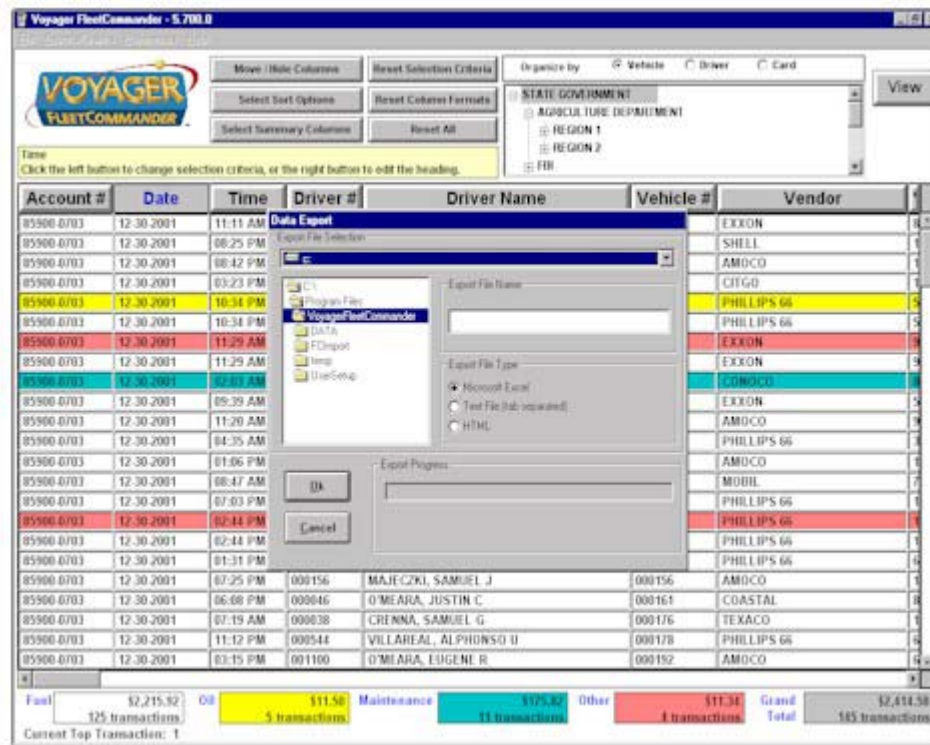 Voyager FleetCommander - 5.700.0
VOYAGER
FLEETCOMMANDER
Move / Hide Columns
Reset Selection Criteria
Select Sort Options
Reset Column Formats
Select Summary Columns
Reset All
Organize by Vehicle Driver Card
View
STATE GOVERNMENT
AGRICULTURE DEPARTMENT
REGION 1
REGION 2
Time
Click the left button to change selection criteria, or the right button to edit the heading.
Account # Date Time Driver # Driver Name Vehicle # Vendor
85900-0703 12-30-2001 11:11 AM EXXON
85900-0703 12-30-2001 08:25 PM SHELL
85900-0703 12-30-2001 08:42 PM AMOCO
85900-0703 12-30-2001 03:23 PM CITGO
85900-0703 12-30-2001 10:34 PM PHILLIPS 66
85900-0703 12-30-2001 10:34 PM PHILLIPS 66
85900-0703 12-30-2001 11:29 AM EXXON
85900-0703 12-30-2001 11:29 AM EXXON
85900-0703 12-30-2001 02:03 AM CONOCO
85900-0703 12-30-2001 09:39 AM EXXON
85900-0703 12-30-2001 11:20 AM AMOCO
85900-0703 12-30-2001 04:35 AM PHILLIPS 66
85900-0703 12-30-2001 01:06 PM AMOCO
85900-0703 12-30-2001 08:47 AM MOBIL
85900-0703 12-30-2001 07:03 PM PHILLIPS 66
85900-0703 12-30-2001 02:44 PM PHILLIPS 66
85900-0703 12-30-2001 02:44 PM PHILLIPS 66
85900-0703 12-30-2001 01:31 PM PHILLIPS 66
85900-0703 12-30-2001 07:25 PM 000156 MAJECZKI, SAMUEL J 000156 AMOCO
85900-0703 12-30-2001 06:08 PM 000046 O'MEARA, JUSTIN C 000161 COASTAL
85900-0703 12-30-2001 07:19 AM 000038 CRENNA, SAMUEL G 000176 TEXACO
85900-0703 12-30-2001 11:12 PM 000544 VILLAREAL, ALPHONSO U 000178 PHILLIPS 66
85900-0703 12-30-2001 03:15 PM 001100 O'MEARA, EUGENE R 000192 AMOCO
Data Export
Export File Selection
c:
C:\
Program Files
VoyagerFleetCommander
DATA
FCImport
temp
UserSetup
Export File Name
Export File Type
Microsoft Excel
Text File (tab separated)
HTML
Ok
Cancel
Export Progress
Fuel $2,215.92 Oil $11.50 Maintenance $175.82 Other $11.34 Grand Total $2,414.58
125 transactions 5 transactions 11 transactions 4 transactions 145 transactions
Current Top Transaction: 1